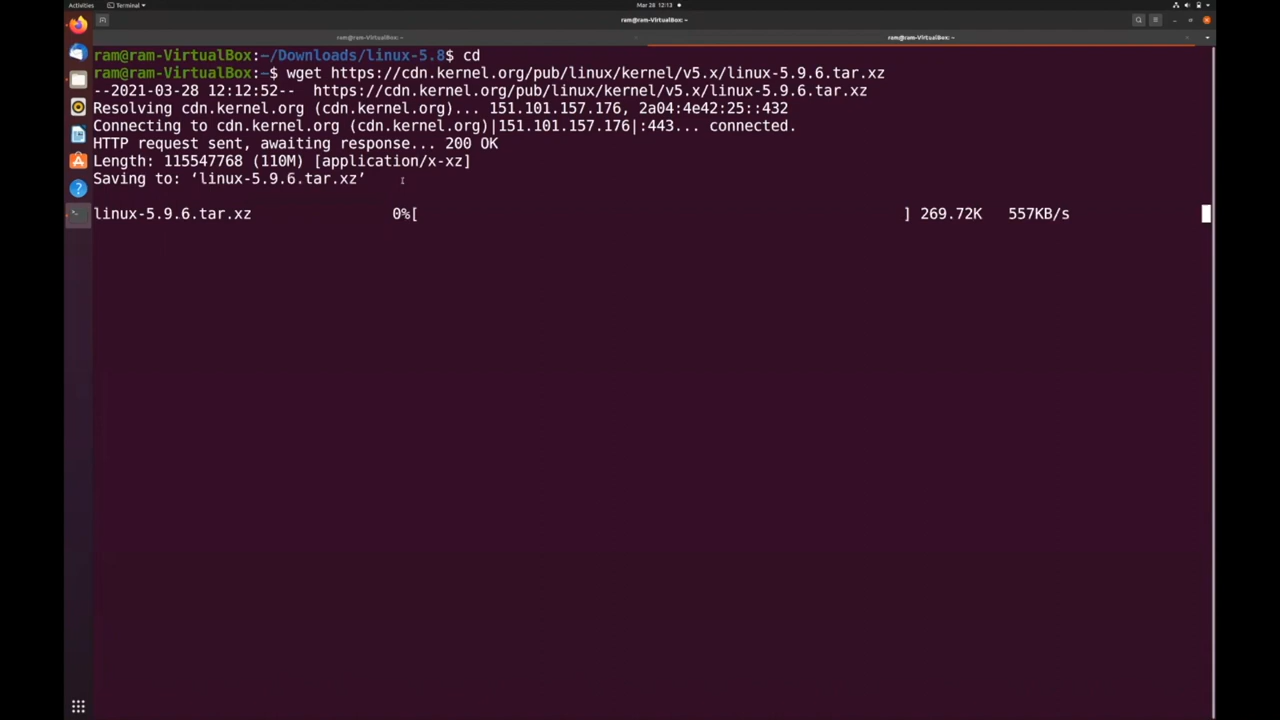 Activities
Terminal
Mar 28 12:13
ram@ram-VirtualBox: ~
ram@ram-VirtualBox: ~
ram@ram-VirtualBox: ~
ram@ram-VirtualBox:~/Downloads/linux-5.8$ cd
ram@ram-VirtualBox:~$ wget https://cdn.kernel.org/pub/linux/kernel/v5.x/linux-5.9.6.tar.xz
--2021-03-28 12:12:52--  https://cdn.kernel.org/pub/linux/kernel/v5.x/linux-5.9.6.tar.xz
Resolving cdn.kernel.org (cdn.kernel.org)... 151.101.157.176, 2a04:4e42:25::432
Connecting to cdn.kernel.org (cdn.kernel.org)|151.101.157.176|:443... connected.
HTTP request sent, awaiting response... 200 OK
Length: 115547768 (110M) [application/x-xz]
Saving to: ‘linux-5.9.6.tar.xz’
linux-5.9.6.tar.xz 0%[ ] 269.72K 557KB/s